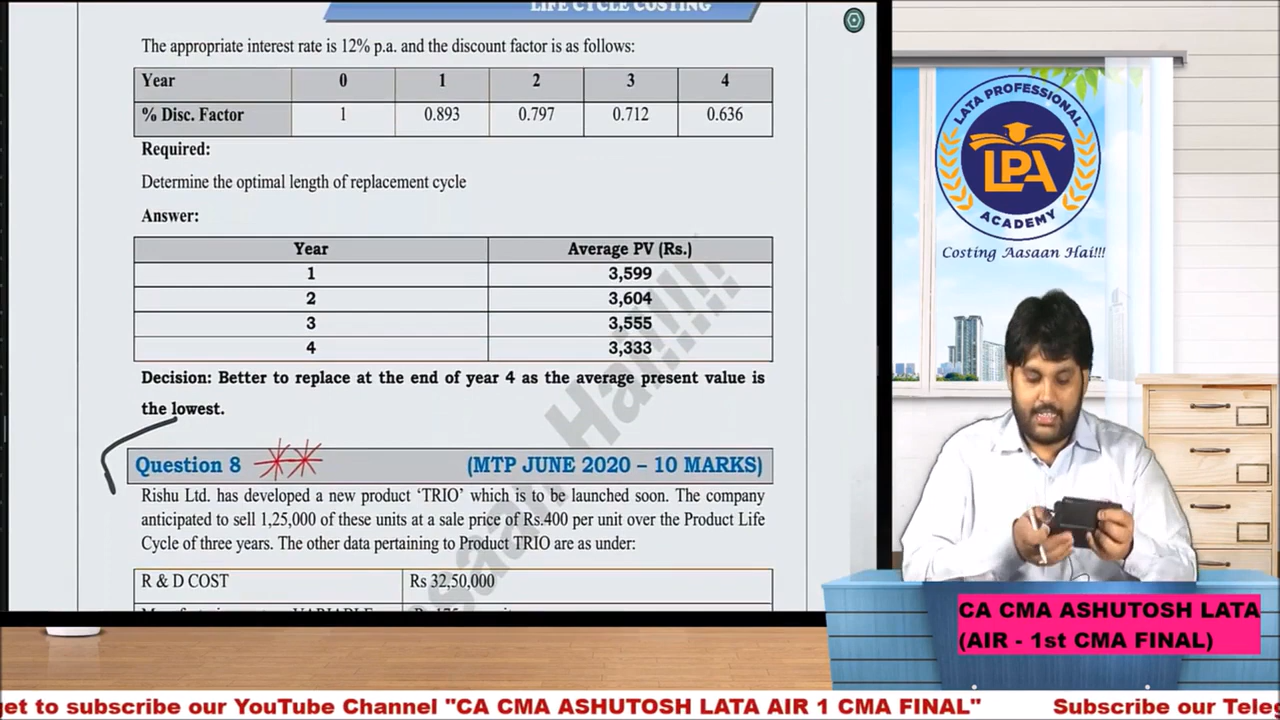 LIFE CYCLE COSTING
The appropriate interest rate is 12% p.a. and the discount factor is as follows:
Year 0 1 2 3 4
% Disc. Factor 1 0.893 0.797 0.712 0.636
Required:
Determine the optimal length of replacement cycle
Answer:
Year Average PV (Rs.)
1 3,599
2 3,604
3 3,555
4 3,333
Decision: Better to replace at the end of year 4 as the average present value is
the lowest.
Question 8 (MTP JUNE 2020 – 10 MARKS)
Rishu Ltd. has developed a new product ‘TRIO’ which is to be launched soon. The company
anticipated to sell 1,25,000 of these units at a sale price of Rs.400 per unit over the Product Life
Cycle of three years. The other data pertaining to Product TRIO are as under:
R & D COST Rs 32,50,000
Hai!!!!
LATA PROFESSIONAL
LPA
ACADEMY
Costing Aasaan Hai!!!
CA CMA ASHUTOSH LATA
(AIR - 1st CMA FINAL)
get to subscribe our YouTube Channel "CA CMA ASHUTOSH LATA AIR 1 CMA FINAL" Subscribe our Teleg